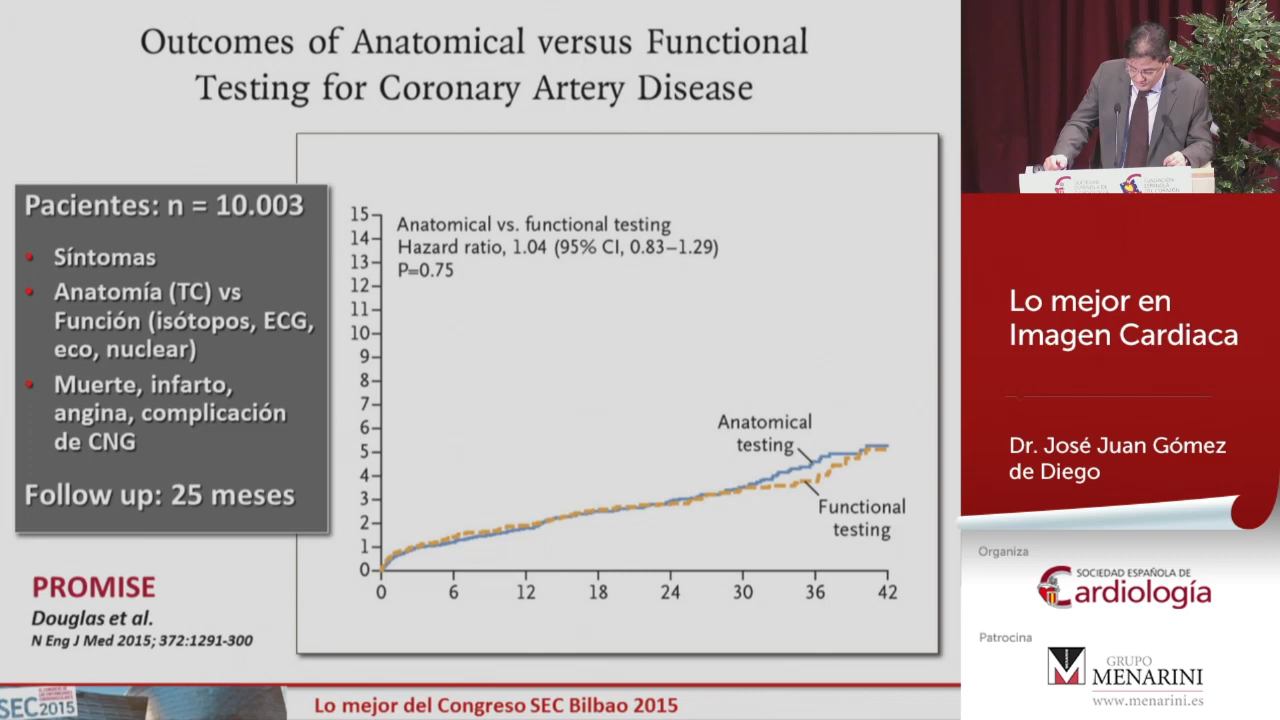 Outcomes of Anatomical versus Functional
Testing for Coronary Artery Disease
Pacientes: n = 10.003
• Síntomas
• Anatomía (TC) vs
Función (isótopos, ECG,
eco, nuclear)
• Muerte, infarto,
angina, complicación
de CNG
Follow up: 25 meses
PROMISE
Douglas et al.
N Eng J Med 2015; 372:1291-300
Anatomical vs. functional testing
Hazard ratio, 1.04 (95% CI, 0.83–1.29)
P=0.75
15
14
13
12
11
10
9
8
7
6
5
4
3
2
1
0
Anatomical
testing
Functional
testing
0 6 12 18 24 30 36 42
SEC 2015
Lo mejor del Congreso SEC Bilbao 2015
Lo mejor en
Imagen Cardiaca
Dr. José Juan Gómez
de Diego
Organiza
SOCIEDAD ESPAÑOLA DE
Cardiología
Patrocina
GRUPO
MENARINI
www.menarini.es